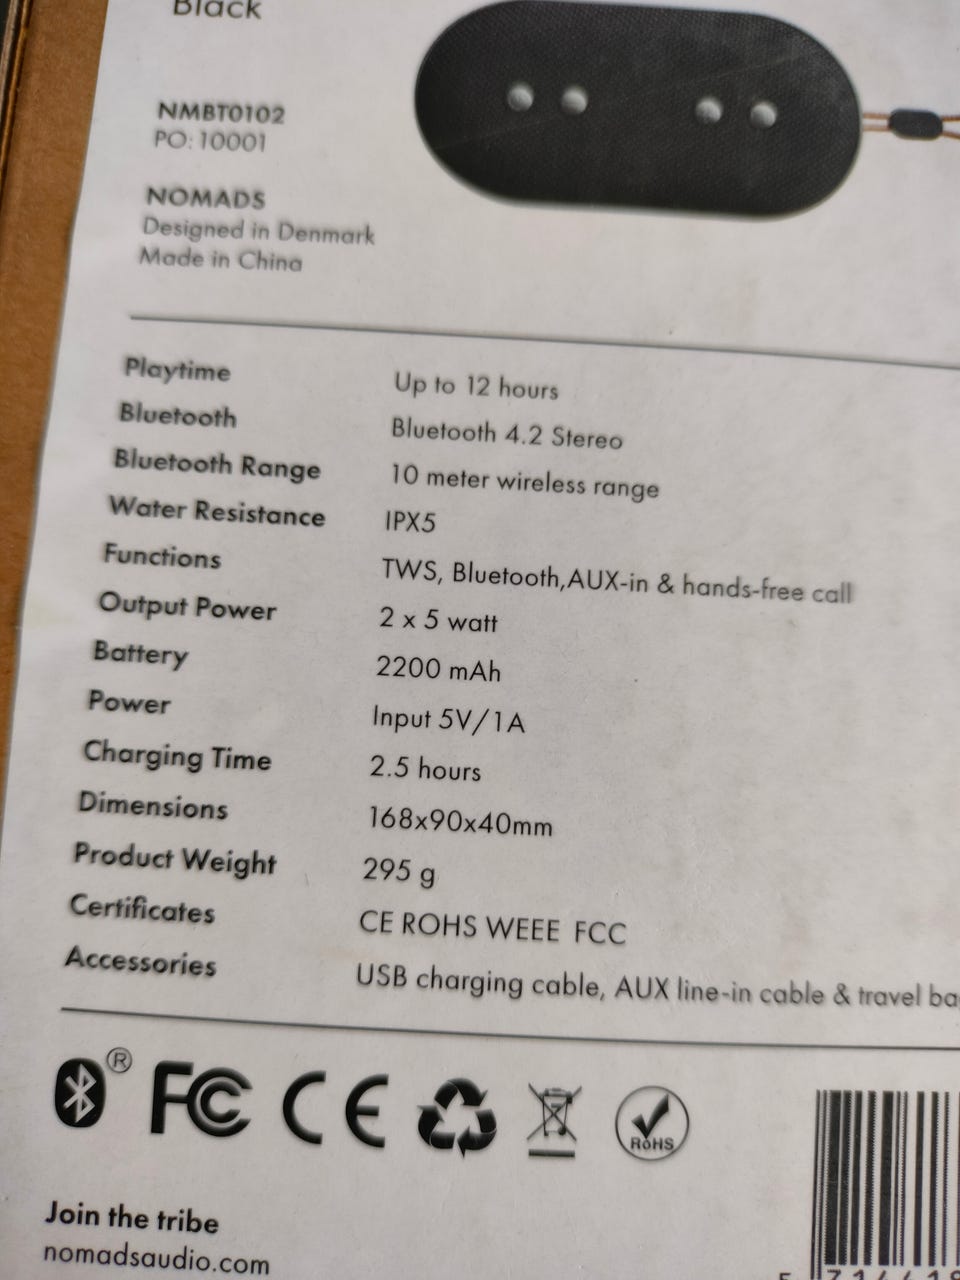 Black
NMBT0102
PO: 10001
NOMADS
Designed in Denmark
Made in China
Playtime Up to 12 hours
Bluetooth Bluetooth 4.2 Stereo
Bluetooth Range 10 meter wireless range
Water Resistance IPX5
Functions TWS, Bluetooth,AUX-in & hands-free call
Output Power 2 x 5 watt
Battery 2200 mAh
Power Input 5V/1A
Charging Time 2.5 hours
Dimensions 168x90x40mm
Product Weight 295 g
Certificates CE ROHS WEEE FCC
Accessories USB charging cable, AUX line-in cable & travel ba
® FC CE RoHS
Join the tribe
nomadsaudio.com